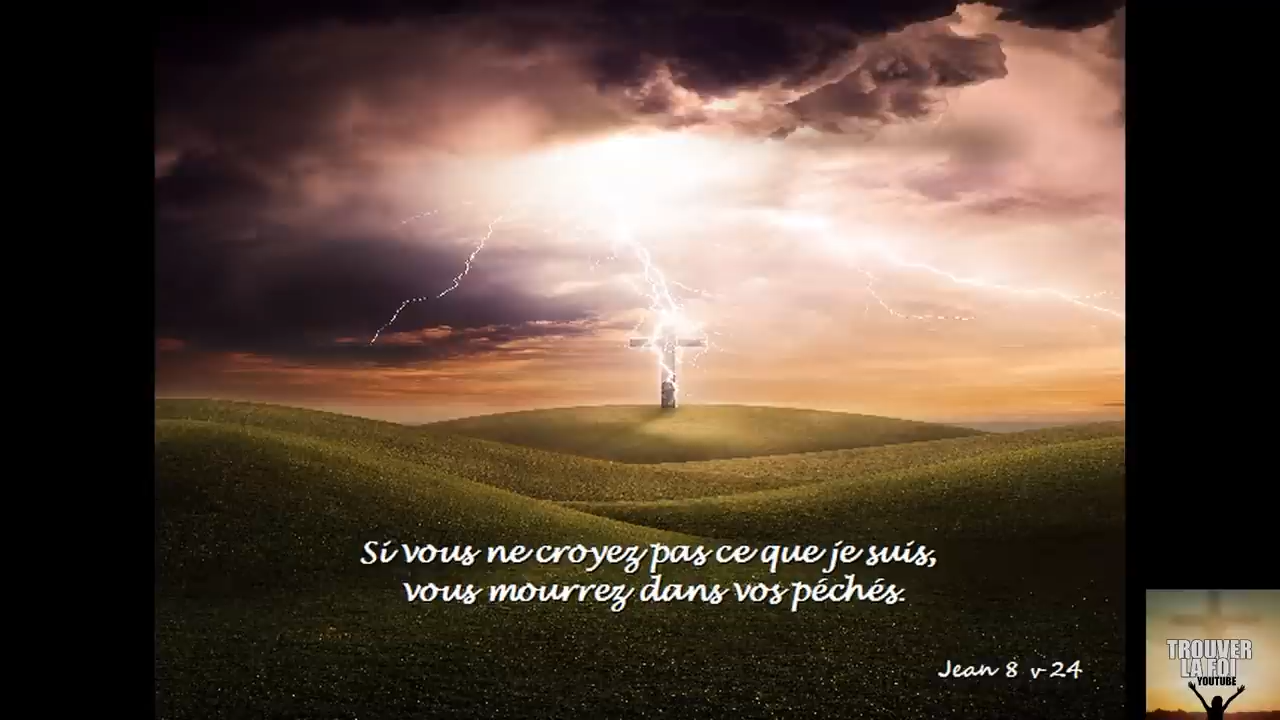 Si vous ne croyez pas ce que je suis,
vous mourrez dans vos péchés.
Jean 8 v 24
TROUVER
LA FOI
YOUTUBE